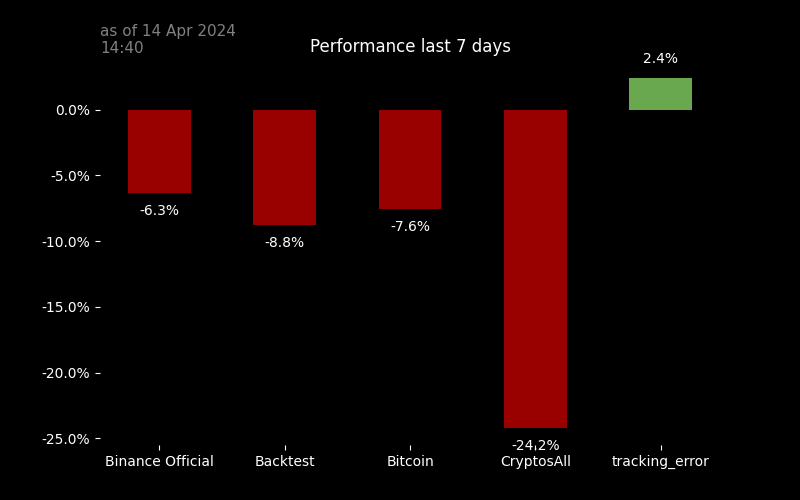 as of 14 Apr 2024
14:40
Performance last 7 days
2.4%
0.0%
-5.0%
-6.3%
-7.6%
-8.8%
-10.0%
-15.0%
-20.0%
-25.0%
-24.2%
Binance Official
Backtest
Bitcoin
CryptosAll
tracking_error